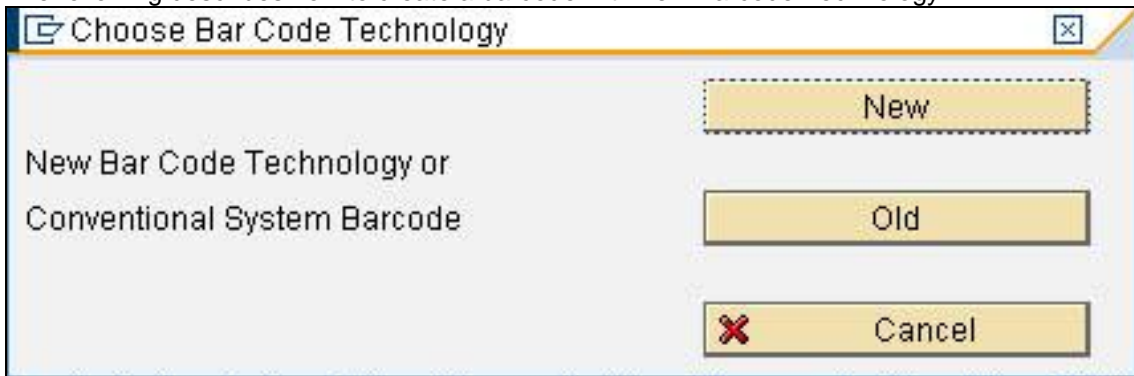 Choose Bar Code Technology
New
New Bar Code Technology or
Conventional System Barcode
Old
Cancel